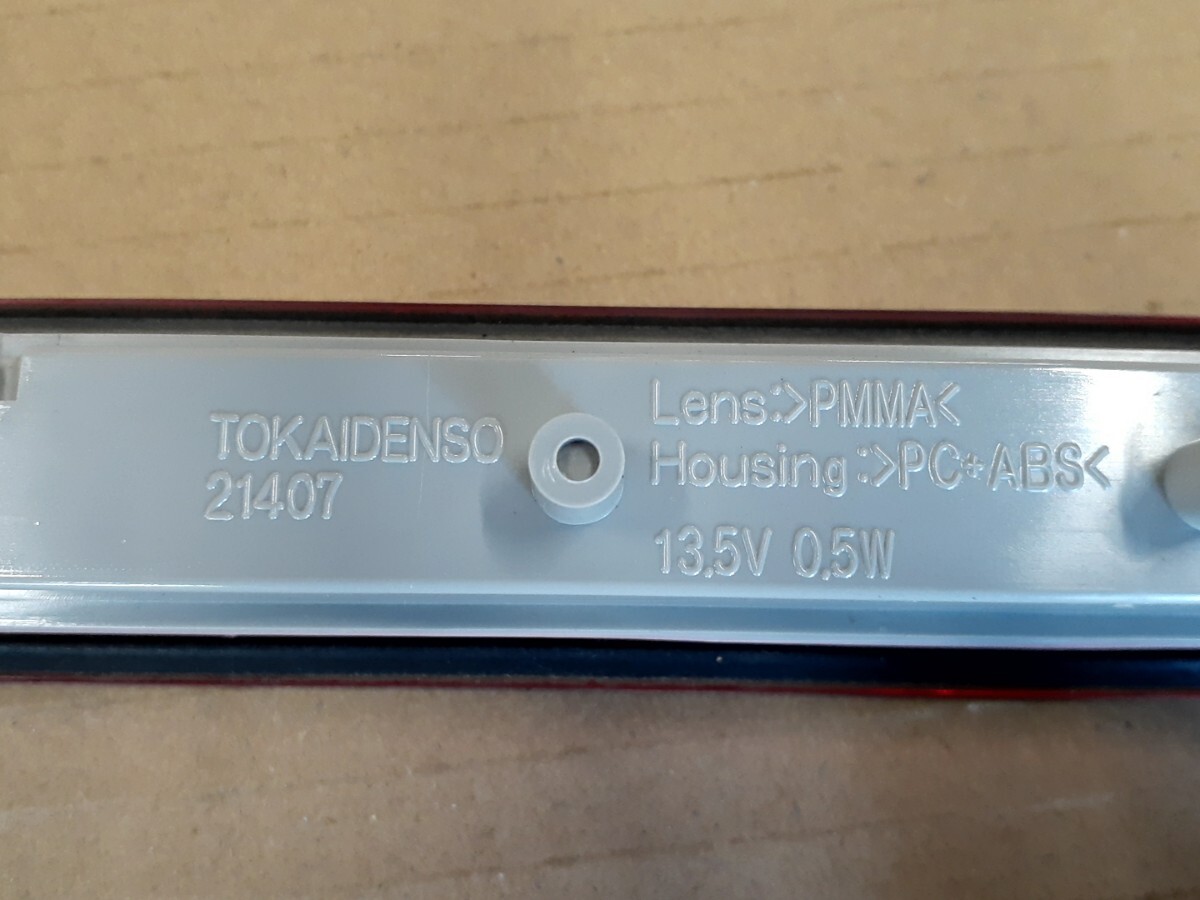 TOKAIDENSO
21407
Lens:>PMMA<
Housing:>PC+ABS<
13.5V 0.5W